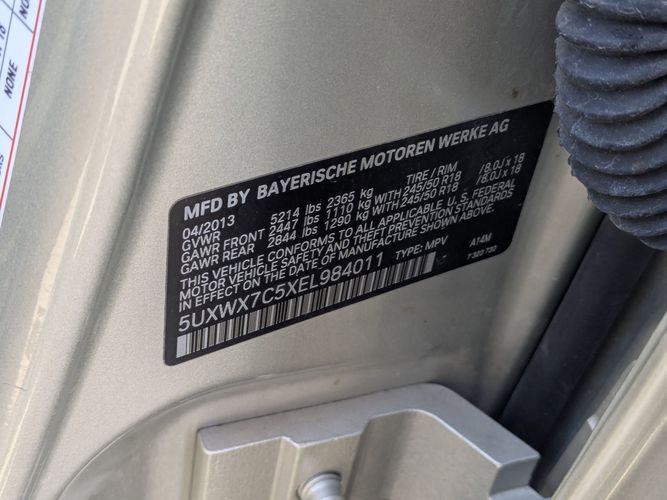 NONE
MFD BY BAYERISCHE MOTOREN WERKE AG
04/2013 5214 lbs 2365 kg TIRE / RIM
GVWR
GAWR FRONT 2447 lbs 1110 kg WITH 245/50 R18 / 8.0J x 18
GAWR REAR 2844 lbs 1290 kg WITH 245/50 R18 / 8.0J x 18
THIS VEHICLE CONFORMS TO ALL APPLICABLE U.S. FEDERAL
MOTOR VEHICLE SAFETY AND THEFT PREVENTION STANDARDS
IN EFFECT ON THE DATE OF MANUFACTURE SHOWN ABOVE.
5UXWX7C5XEL984011 TYPE: MPV A14M
7 320 730